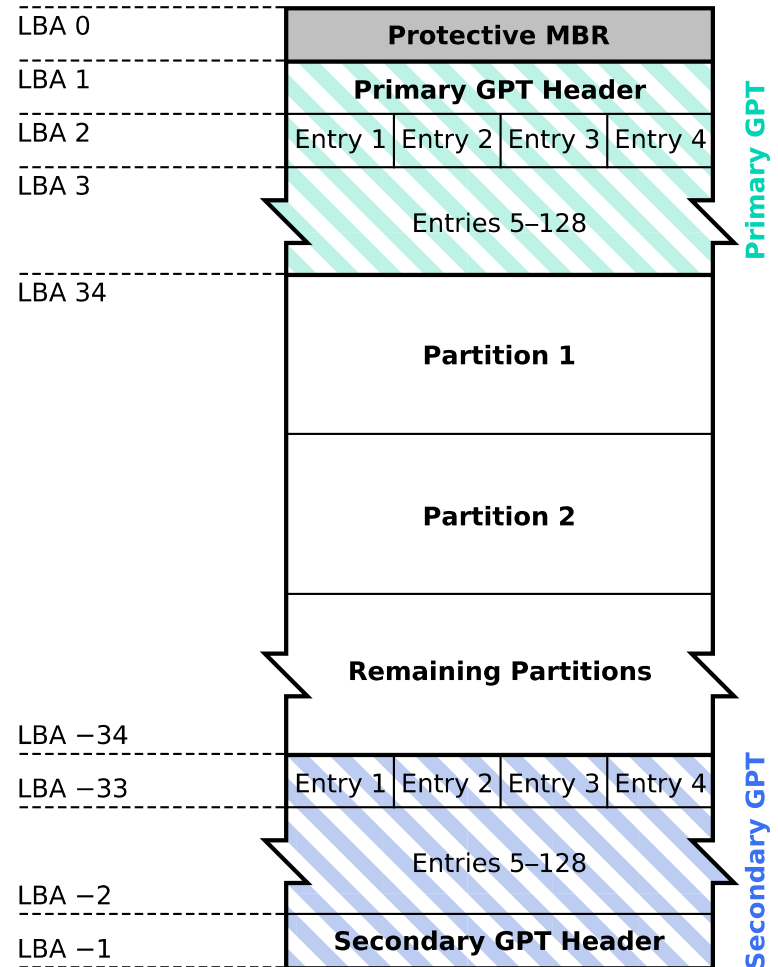 LBA 0
Protective MBR
LBA 1
Primary GPT Header
LBA 2
Entry 1 Entry 2 Entry 3 Entry 4
LBA 3
Entries 5–128
Primary GPT
LBA 34
Partition 1
Partition 2
Remaining Partitions
LBA −34
LBA −33
Entry 1 Entry 2 Entry 3 Entry 4
Entries 5–128
LBA −2
LBA −1
Secondary GPT Header
Secondary GPT